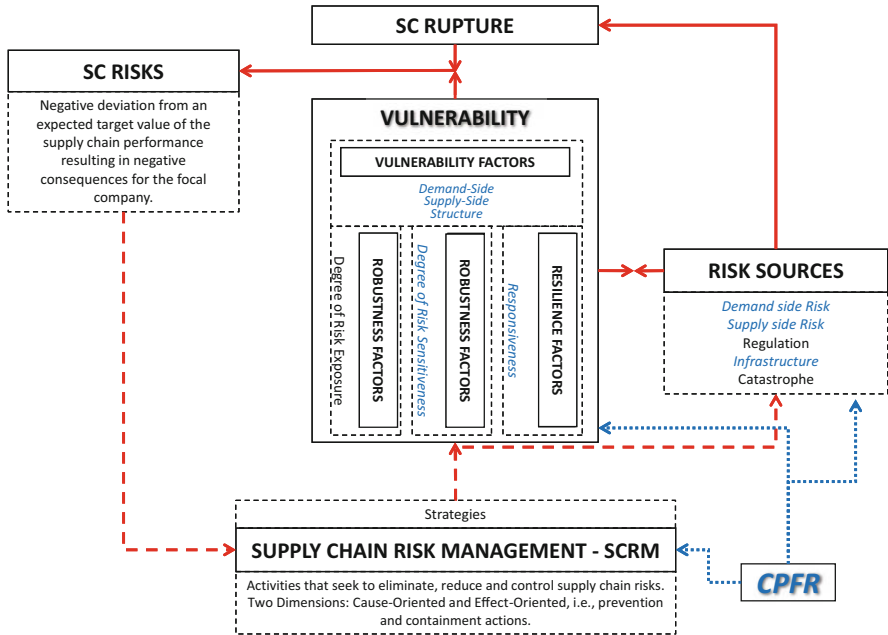 SC RUPTURE
SC RISKS
Negative deviation from an
expected target value of the
supply chain performance
resulting in negative
consequences for the focal
company.
VULNERABILITY
VULNERABILITY FACTORS
Demand-Side
Supply-Side
Structure
Degree of Risk Exposure
ROBUSTNESS FACTORS
Degree of Risk Sensitiveness
ROBUSTNESS FACTORS
Responsiveness
RESILIENCE FACTORS
RISK SOURCES
Demand side Risk
Supply side Risk
Regulation
Infrastructure
Catastrophe
Strategies
SUPPLY CHAIN RISK MANAGEMENT - SCRM
Activities that seek to eliminate, reduce and control supply chain risks.
Two Dimensions: Cause-Oriented and Effect-Oriented, i.e., prevention
and containment actions.
CPFR